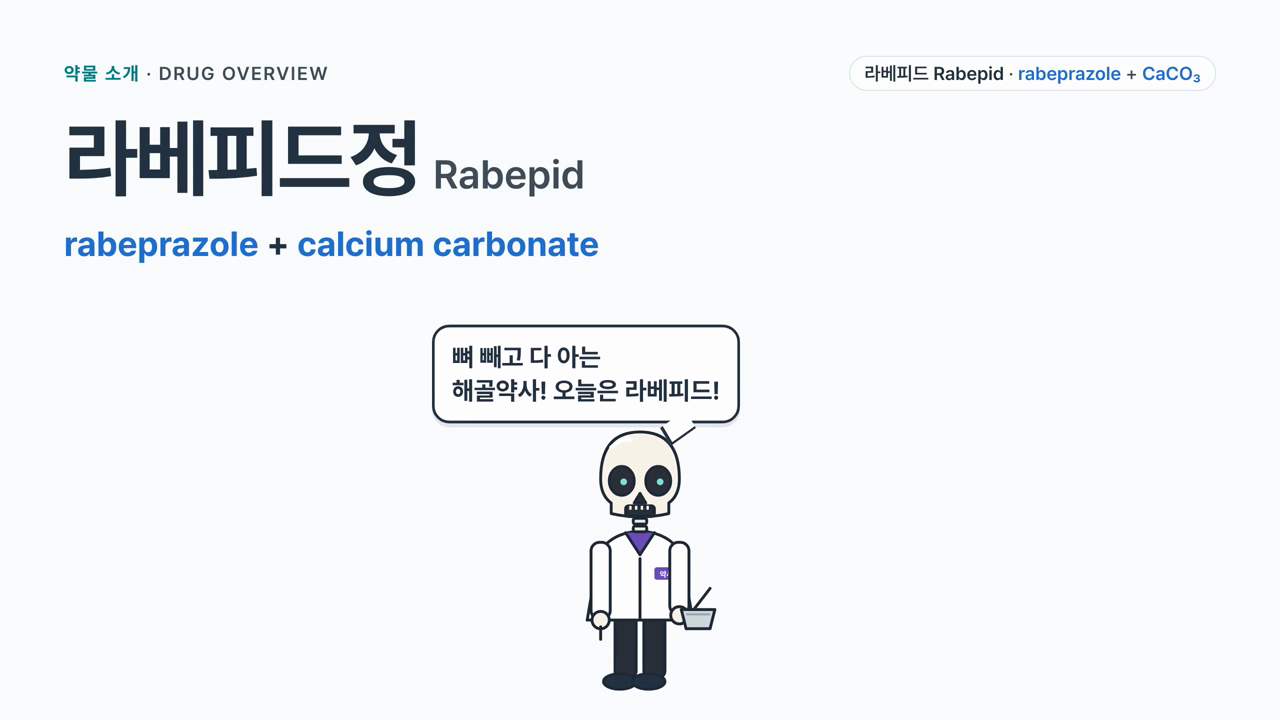 약물 소개 · DRUG OVERVIEW
라베피드 Rabepid · rabeprazole + CaCO₃
라베피드정 Rabepid
rabeprazole + calcium carbonate
뼈 빼고 다 아는
해골약사! 오늘은 라베피드!